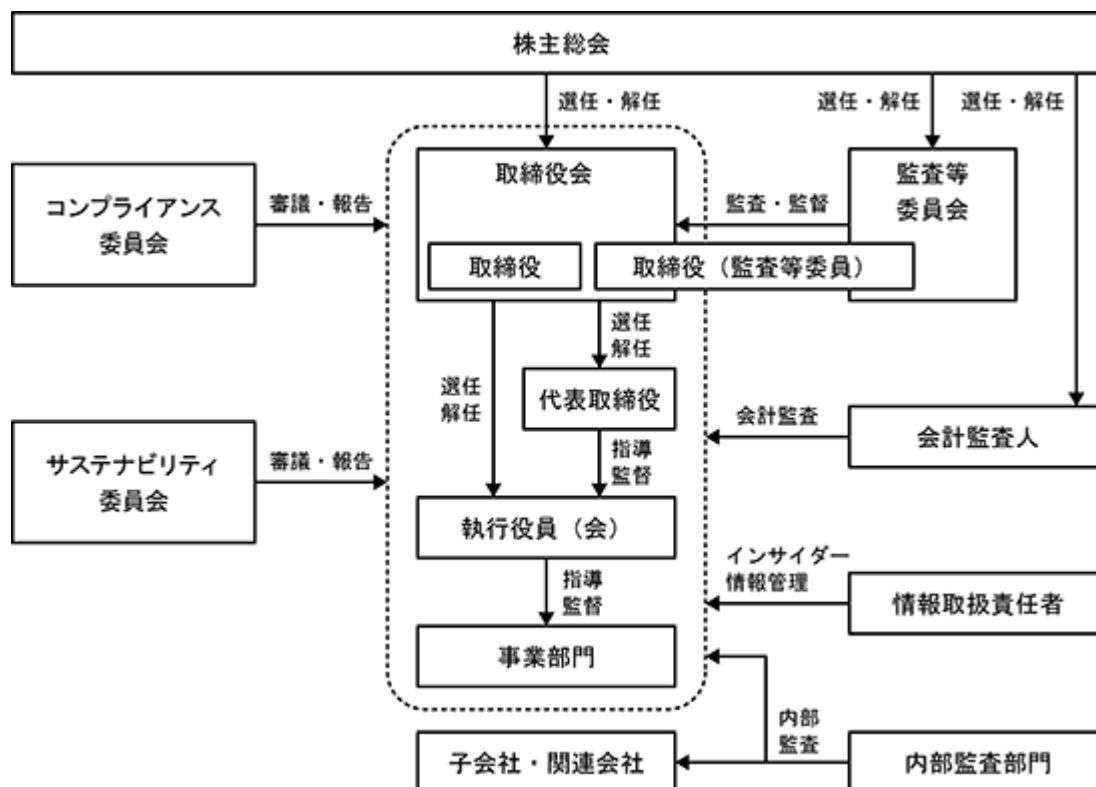 株主総会
選任・解任
選任・解任
選任・解任
コンプライアンス
委員会
審議・報告
取締役会
監査・監督
監査等
委員会
取締役
取締役（監査等委員）
選任
解任
選任
解任
代表取締役
会計監査
会計監査人
指導
監督
サステナビリティ
委員会
審議・報告
執行役員（会）
インサイダー
情報管理
情報取扱責任者
指導
監督
事業部門
内部
監査
子会社・関連会社
内部監査部門